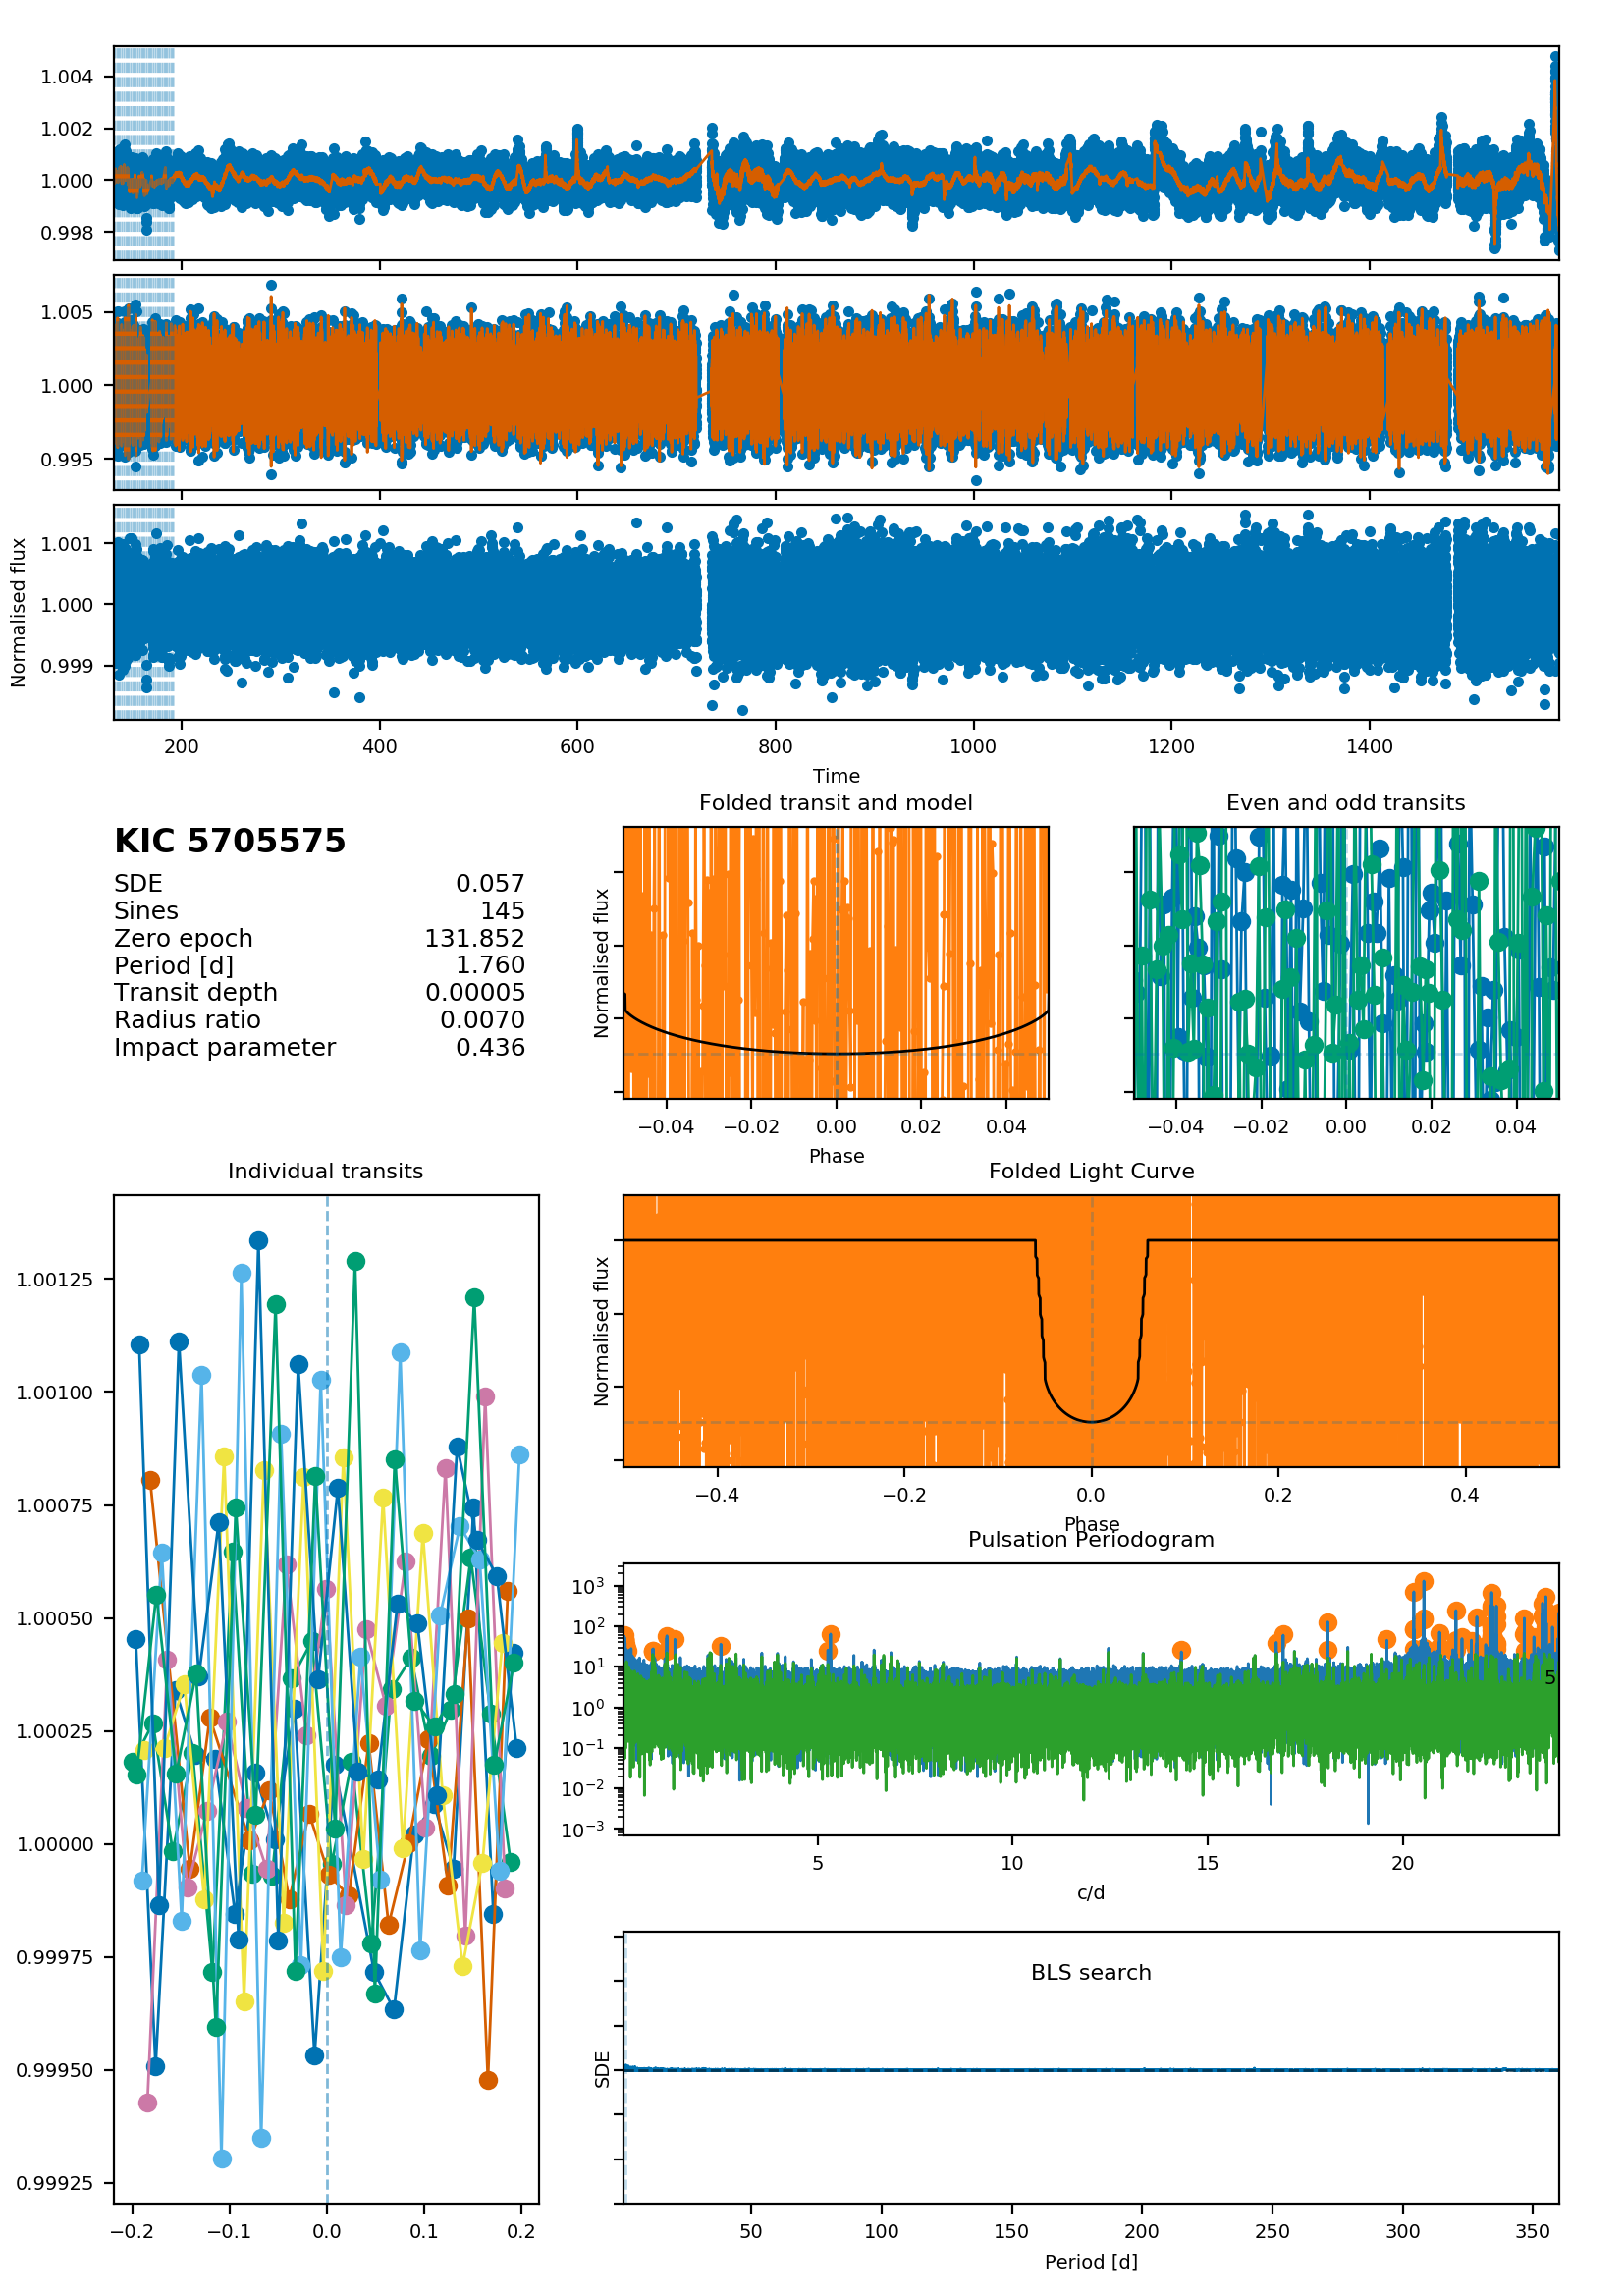 1.004
1.002
1.000
0.998
1.005
1.000
0.995
1.001
1.000
0.999
Normalised flux
200 400 600 800 1000 1200 1400
Time
KIC 5705575
SDE 0.057
Sines 145
Zero epoch 131.852
Period [d] 1.760
Transit depth 0.00005
Radius ratio 0.0070
Impact parameter 0.436
Folded transit and model
Normalised flux
−0.04 −0.02 0.00 0.02 0.04
Phase
Even and odd transits
−0.04 −0.02 0.00 0.02 0.04
Individual transits
1.00125
1.00100
1.00075
1.00050
1.00025
1.00000
0.99975
0.99950
0.99925
−0.2 −0.1 0.0 0.1 0.2
Folded Light Curve
Normalised flux
−0.4 −0.2 0.0 0.2 0.4
Phase
Pulsation Periodogram
10³
10²
10¹
10⁰
10⁻¹
10⁻²
10⁻³
5
5 10 15 20
c/d
BLS search
SDE
50 100 150 200 250 300 350
Period [d]